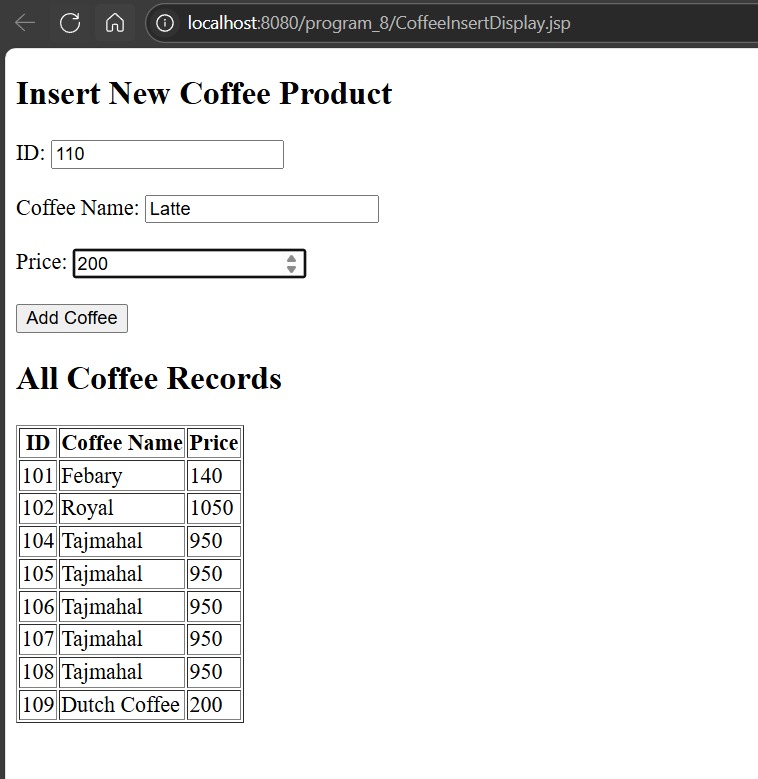 localhost:8080/program_8/CoffeeInsertDisplay.jsp
Insert New Coffee Product
ID: 110
Coffee Name: Latte
Price: 200
Add Coffee
All Coffee Records
ID Coffee Name Price
101 Febary 140
102 Royal 1050
104 Tajmahal 950
105 Tajmahal 950
106 Tajmahal 950
107 Tajmahal 950
108 Tajmahal 950
109 Dutch Coffee 200